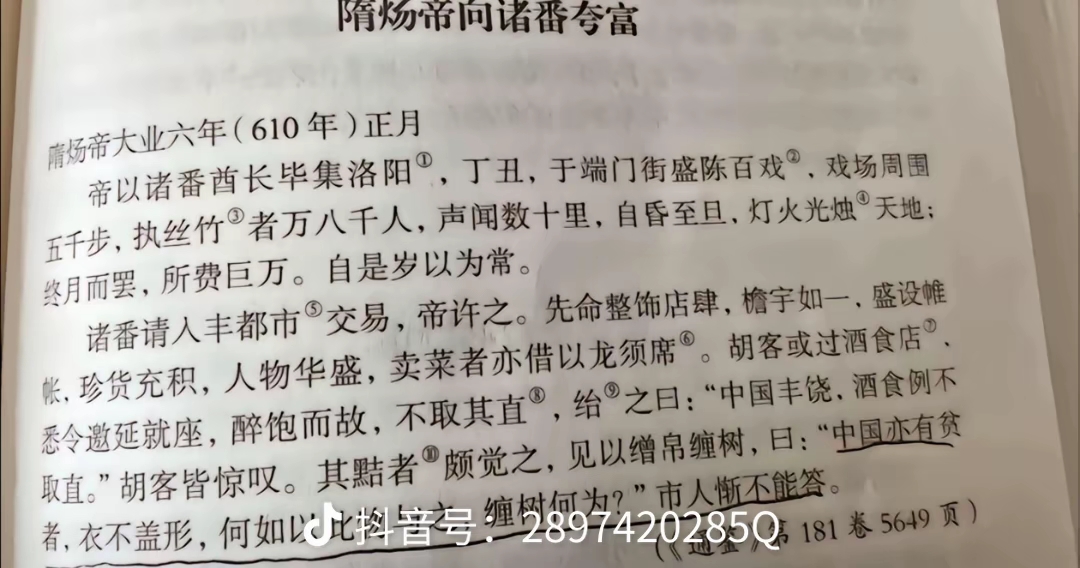 隋炀帝向诸番夸富
隋炀帝大业六年（610年）正月
帝以诸番酋长毕集洛阳①，丁丑，于端门街盛陈百戏②，戏场周围
五千步，执丝竹③者万八千人，声闻数十里，自昏至旦，灯火光烛④天地；
终月而罢，所费巨万。自是岁以为常。
诸番请入丰都市⑤交易，帝许之。先命整饰店肆，檐宇如一，盛设帷
帐，珍货充积，人物华盛，卖菜者亦借以龙须席⑥。胡客或过酒食店⑦，
悉令邀延就座，醉饱而故，不取其直⑧，绐⑨之曰：“中国丰饶，酒食例不
取直。”胡客皆惊叹。其黠者⑩颇觉之，见以缯帛缠树，曰：“中国亦有贫
者，衣不盖形，何如以此 缠树何为？”市人惭不能答。
抖音号：2897420285Q
（《通鉴》第181卷5649页）